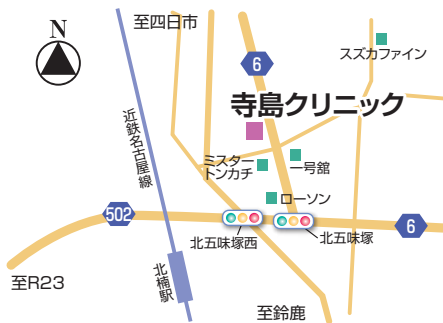 N
至四日市
6
スズカファイン
寺島クリニック
近鉄名古屋線
ミスター
トンカチ
一号舘
ローソン
502
北五味塚西
北五味塚
6
北楠駅
至R23
至鈴鹿